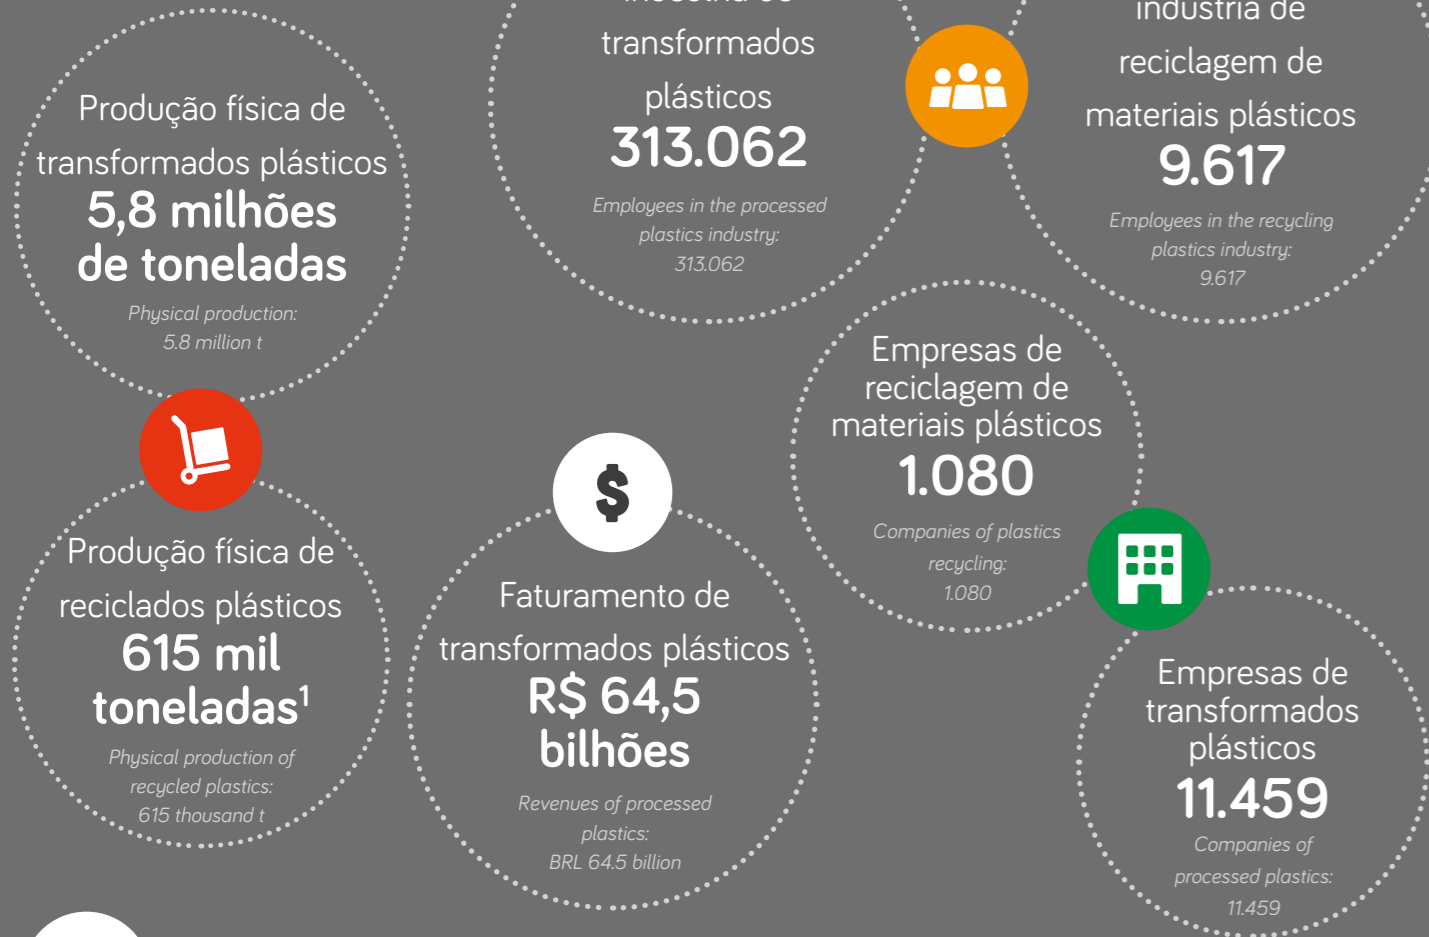 Produção física de
transformados plásticos
5,8 milhões
de toneladas
Physical production:
5.8 million t
transformados
plásticos
313.062
Employees in the processed
plastics industry:
313.062
indústria de
reciclagem de
materiais plásticos
9.617
Employees in the recycling
plastics industry:
9.617
Empresas de
reciclagem de
materiais plásticos
1.080
Companies of plastics
recycling:
1.080
$
Produção física de
reciclados plásticos
615 mil
toneladas¹
Physical production of
recycled plastics:
615 thousand t
Faturamento de
transformados plásticos
R$ 64,5
bilhões
Revenues of processed
plastics:
BRL 64.5 billion
Empresas de
transformados
plásticos
11.459
Companies of
processed plastics:
11.459